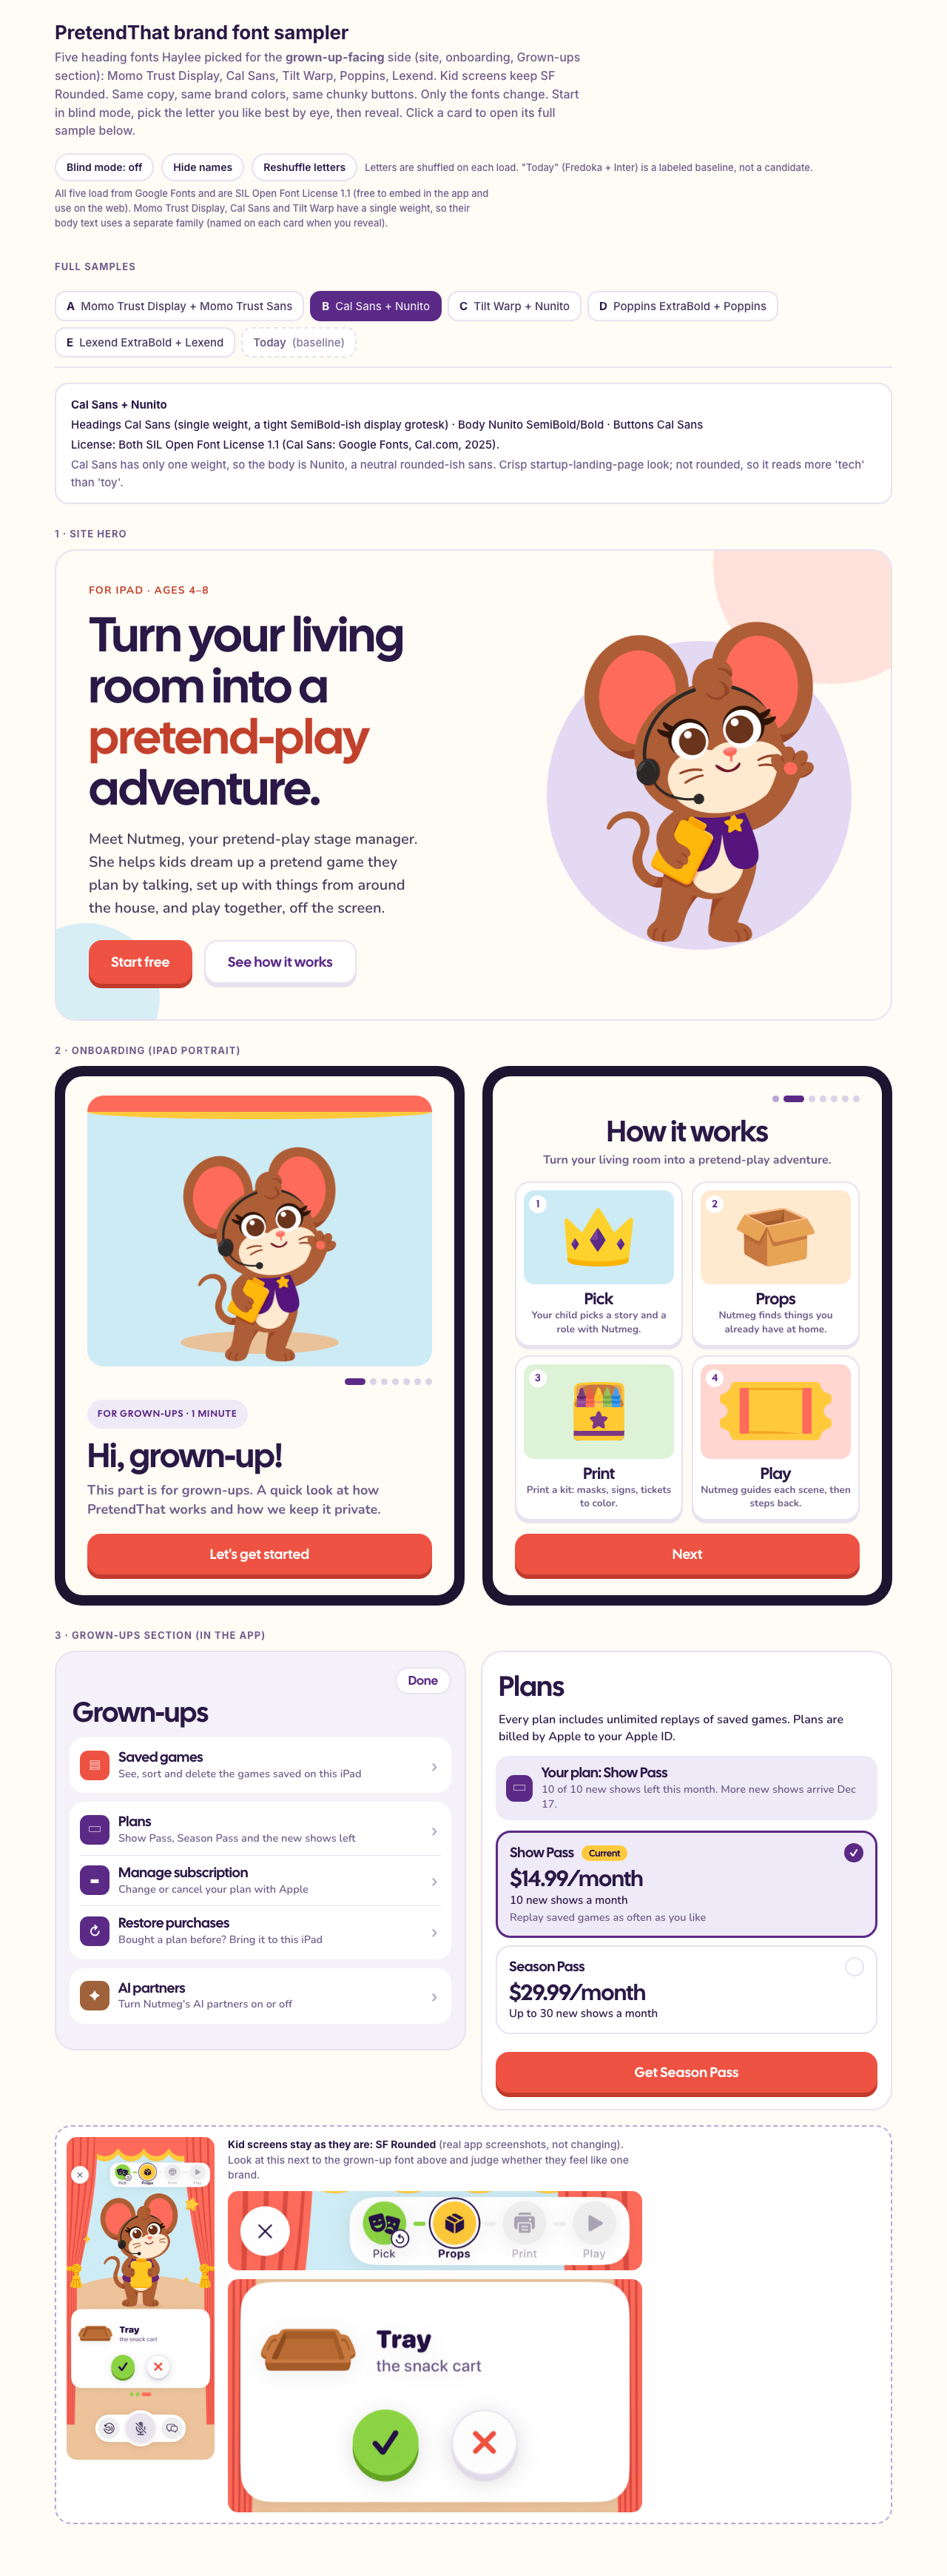 PretendThat brand font sampler
Five heading fonts Haylee picked for the grown-up-facing side (site, onboarding, Grown-ups
section): Momo Trust Display, Cal Sans, Tilt Warp, Poppins, Lexend. Kid screens keep SF
Rounded. Same copy, same brand colors, same chunky buttons. Only the fonts change. Start
in blind mode, pick the letter you like best by eye, then reveal. Click a card to open its full
sample below.
Blind mode: off
Hide names
Reshuffle letters
Letters are shuffled on each load. "Today" (Fredoka + Inter) is a labeled baseline, not a candidate.
All five load from Google Fonts and are SIL Open Font License 1.1 (free to embed in the app and
use on the web). Momo Trust Display, Cal Sans and Tilt Warp have a single weight, so their
body text uses a separate family (named on each card when you reveal).
FULL SAMPLES
A Momo Trust Display + Momo Trust Sans
B Cal Sans + Nunito
C Tilt Warp + Nunito
D Poppins ExtraBold + Poppins
E Lexend ExtraBold + Lexend
Today (baseline)
Cal Sans + Nunito
Headings Cal Sans (single weight, a tight SemiBold-ish display grotesk) · Body Nunito SemiBold/Bold · Buttons Cal Sans
License: Both SIL Open Font License 1.1 (Cal Sans: Google Fonts, Cal.com, 2025).
Cal Sans has only one weight, so the body is Nunito, a neutral rounded-ish sans. Crisp startup-landing-page look; not rounded, so it reads more 'tech'
than 'toy'.
1 · SITE HERO
FOR IPAD · AGES 4–8
Turn your living
room into a
pretend-play
adventure.
Meet Nutmeg, your pretend-play stage manager.
She helps kids dream up a pretend game they
plan by talking, set up with things from around
the house, and play together, off the screen.
Start free
See how it works
2 · ONBOARDING (IPAD PORTRAIT)
FOR GROWN-UPS · 1 MINUTE
Hi, grown-up!
This part is for grown-ups. A quick look at how
PretendThat works and how we keep it private.
Let's get started
How it works
Turn your living room into a pretend-play adventure.
1
Pick
Your child picks a story and a
role with Nutmeg.
2
Props
Nutmeg finds things you
already have at home.
3
Print
Print a kit: masks, signs, tickets
to color.
4
Play
Nutmeg guides each scene, then
steps back.
Next
3 · GROWN-UPS SECTION (IN THE APP)
Done
Grown-ups
Saved games
See, sort and delete the games saved on this iPad
Plans
Show Pass, Season Pass and the new shows left
Manage subscription
Change or cancel your plan with Apple
Restore purchases
Bought a plan before? Bring it to this iPad
AI partners
Turn Nutmeg's AI partners on or off
Plans
Every plan includes unlimited replays of saved games. Plans are
billed by Apple to your Apple ID.
Your plan: Show Pass
10 of 10 new shows left this month. More new shows arrive Dec
17.
Show Pass Current
$14.99/month
10 new shows a month
Replay saved games as often as you like
Season Pass
$29.99/month
Up to 30 new shows a month
Get Season Pass
Kid screens stay as they are: SF Rounded (real app screenshots, not changing).
Look at this next to the grown-up font above and judge whether they feel like one
brand.
Pick
Props
Print
Play
Tray
the snack cart
Pick
Props
Print
Play
Tray
the snack cart